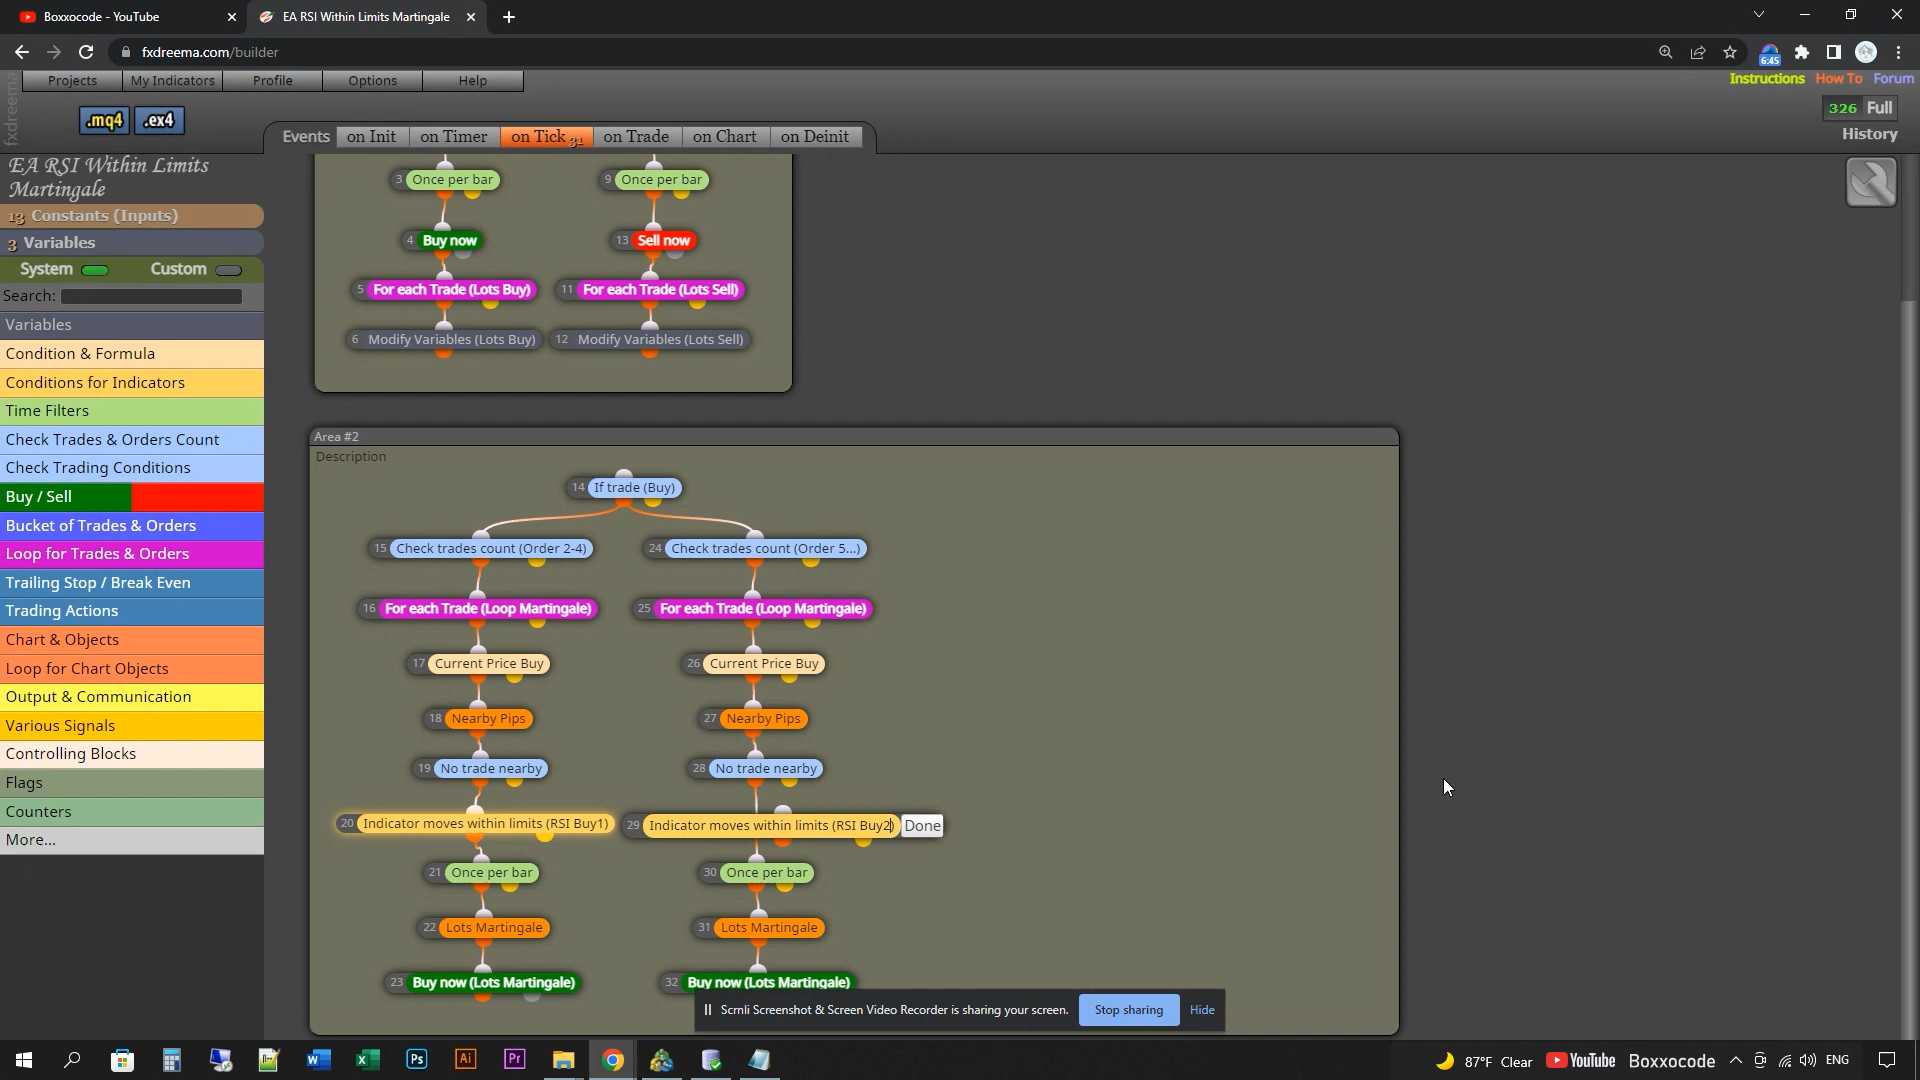 Boxxocode - YouTube
EA RSI Within Limits Martingale
fxdreema.com/builder
6:45
Projects
My Indicators
Profile
Options
Help
Instructions
How To
Forum
fxdreema
.mq4
.ex4
326 Full
History
Events
on Init
on Timer
on Tick 31
on Trade
on Chart
on Deinit
EA RSI Within Limits
Martingale
13 Constants (Inputs)
3 Variables
System
Custom
Search:
Variables
Condition & Formula
Conditions for Indicators
Time Filters
Check Trades & Orders Count
Check Trading Conditions
Buy / Sell
Bucket of Trades & Orders
Loop for Trades & Orders
Trailing Stop / Break Even
Trading Actions
Chart & Objects
Loop for Chart Objects
Output & Communication
Various Signals
Controlling Blocks
Flags
Counters
More...
3 Once per bar
9 Once per bar
4 Buy now
13 Sell now
5 For each Trade (Lots Buy)
11 For each Trade (Lots Sell)
6 Modify Variables (Lots Buy)
12 Modify Variables (Lots Sell)
Area #2
Description
14 If trade (Buy)
15 Check trades count (Order 2-4)
24 Check trades count (Order 5...)
16 For each Trade (Loop Martingale)
25 For each Trade (Loop Martingale)
17 Current Price Buy
26 Current Price Buy
18 Nearby Pips
27 Nearby Pips
19 No trade nearby
28 No trade nearby
20 Indicator moves within limits (RSI Buy1)
29 Indicator moves within limits (RSI Buy2)
Done
21 Once per bar
30 Once per bar
22 Lots Martingale
31 Lots Martingale
23 Buy now (Lots Martingale)
32 Buy now (Lots Martingale)
Scrnli Screenshot & Screen Video Recorder is sharing your screen.
Stop sharing
Hide
Ps
Ai
Pr
87°F Clear
YouTube
Boxxocode
ENG